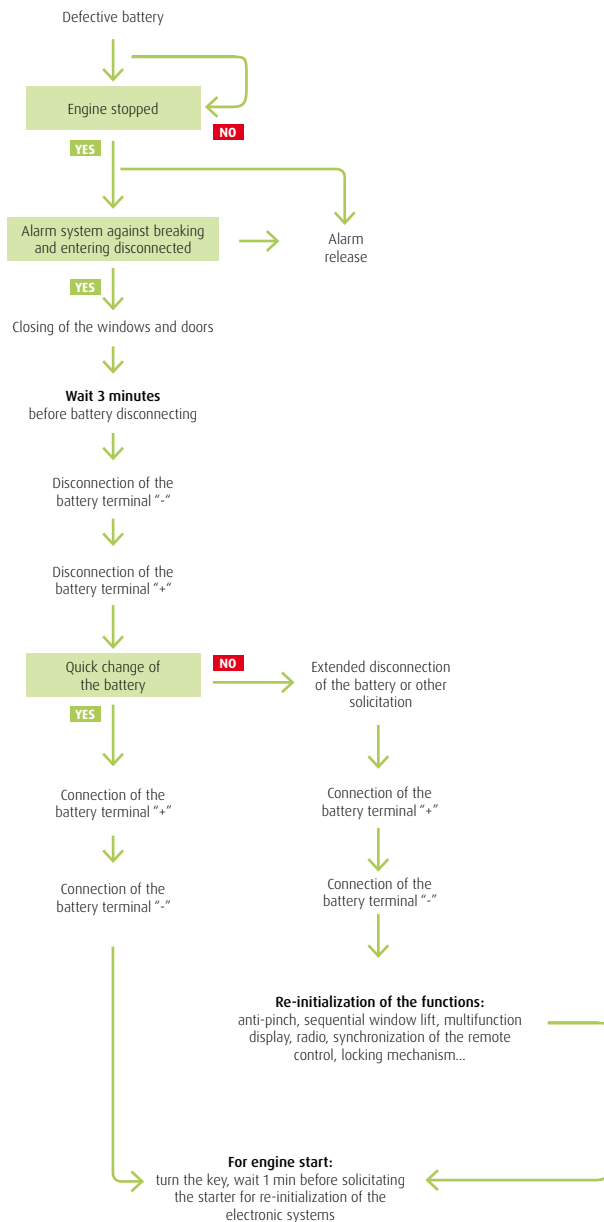 Defective battery
Engine stopped
NO
YES
Alarm system against breaking
and entering disconnected
Alarm
release
YES
Closing of the windows and doors
Wait 3 minutes
before battery disconnecting
Disconnection of the
battery terminal “-“
Disconnection of the
battery terminal “+“
Quick change of
the battery
NO
Extended disconnection
of the battery or other
solicitation
YES
Connection of the
battery terminal “+”
Connection of the
battery terminal “+”
Connection of the
battery terminal “-”
Connection of the
battery terminal “-”
Re-initialization of the functions:
anti-pinch, sequential window lift, multifunction
display, radio, synchronization of the remote
control, locking mechanism...
For engine start:
turn the key, wait 1 min before solicitating
the starter for re-initialization of the
electronic systems